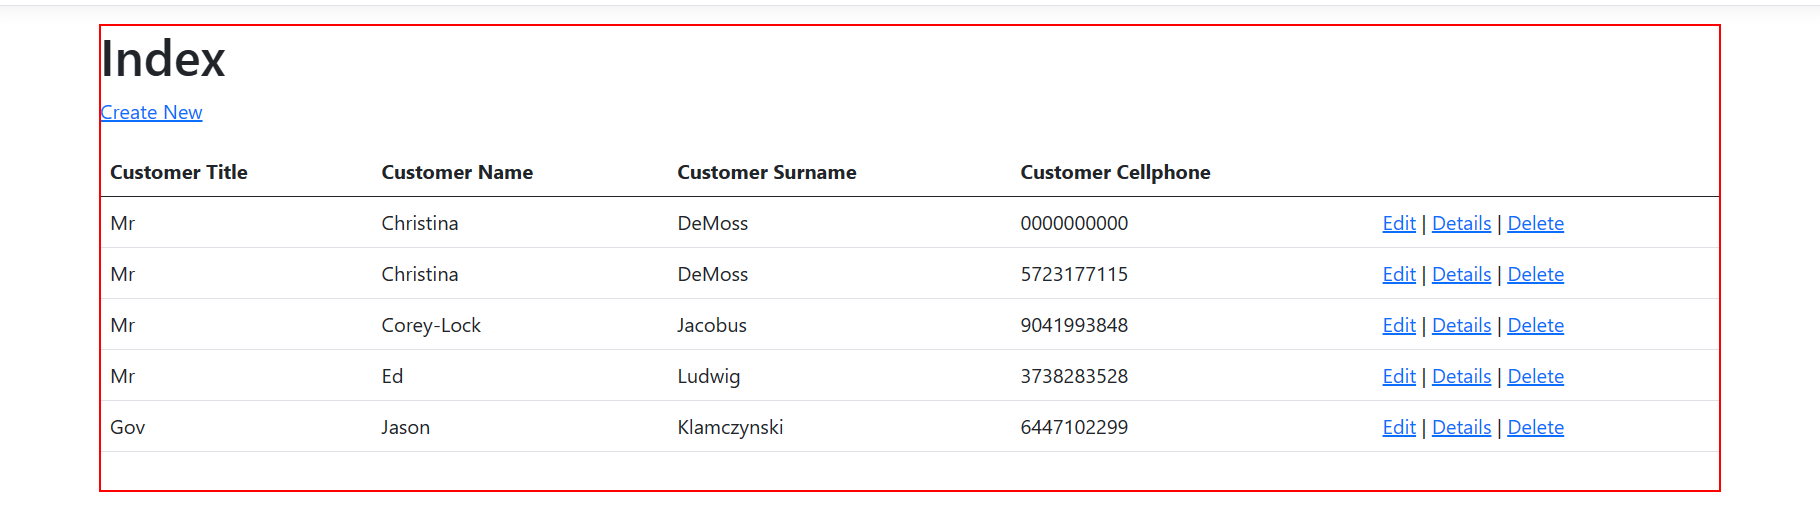 Index
Create New
Customer Title Customer Name Customer Surname Customer Cellphone
Mr Christina DeMoss 0000000000 Edit | Details | Delete
Mr Christina DeMoss 5723177115 Edit | Details | Delete
Mr Corey-Lock Jacobus 9041993848 Edit | Details | Delete
Mr Ed Ludwig 3738283528 Edit | Details | Delete
Gov Jason Klamczynski 6447102299 Edit | Details | Delete